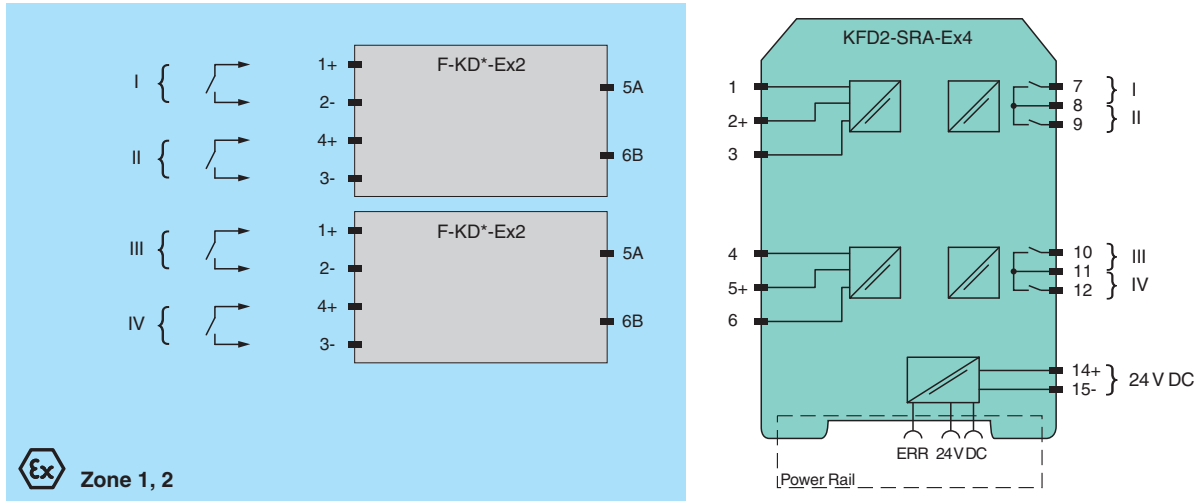 I
1+
2-
II
4+
3-
F-KD*-Ex2
5A
6B
III
1+
2-
IV
4+
3-
F-KD*-Ex2
5A
6B
Ex
Zone 1, 2
KFD2-SRA-Ex4
1
2+
3
7
8
9
I
II
4
5+
6
10
11
12
III
IV
14+
15-
24 V DC
ERR 24 V DC
Power Rail